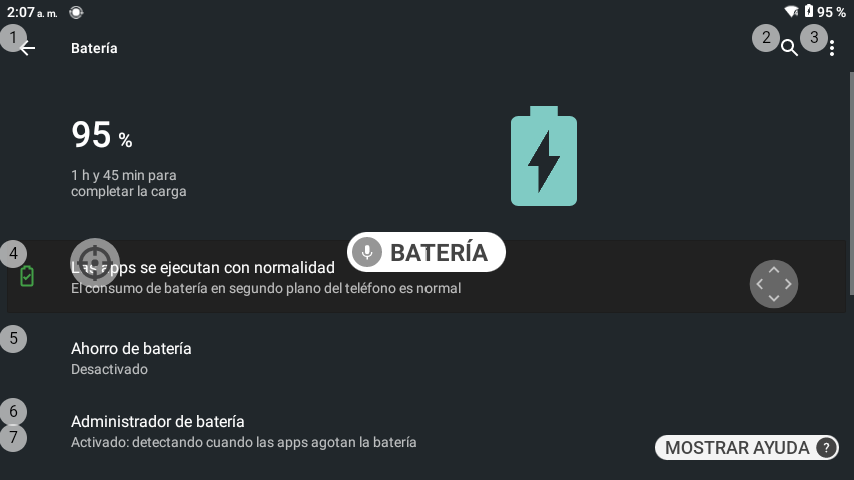 2:07 a. m. 95 %
1 Batería 2 3
95 %
1 h y 45 min para
completar la carga
BATERÍA
4 Las apps se ejecutan con normalidad
El consumo de batería en segundo plano del teléfono es normal
5 Ahorro de batería
Desactivado
6 Administrador de batería
7 Activado: detectando cuando las apps agotan la batería
MOSTRAR AYUDA ?